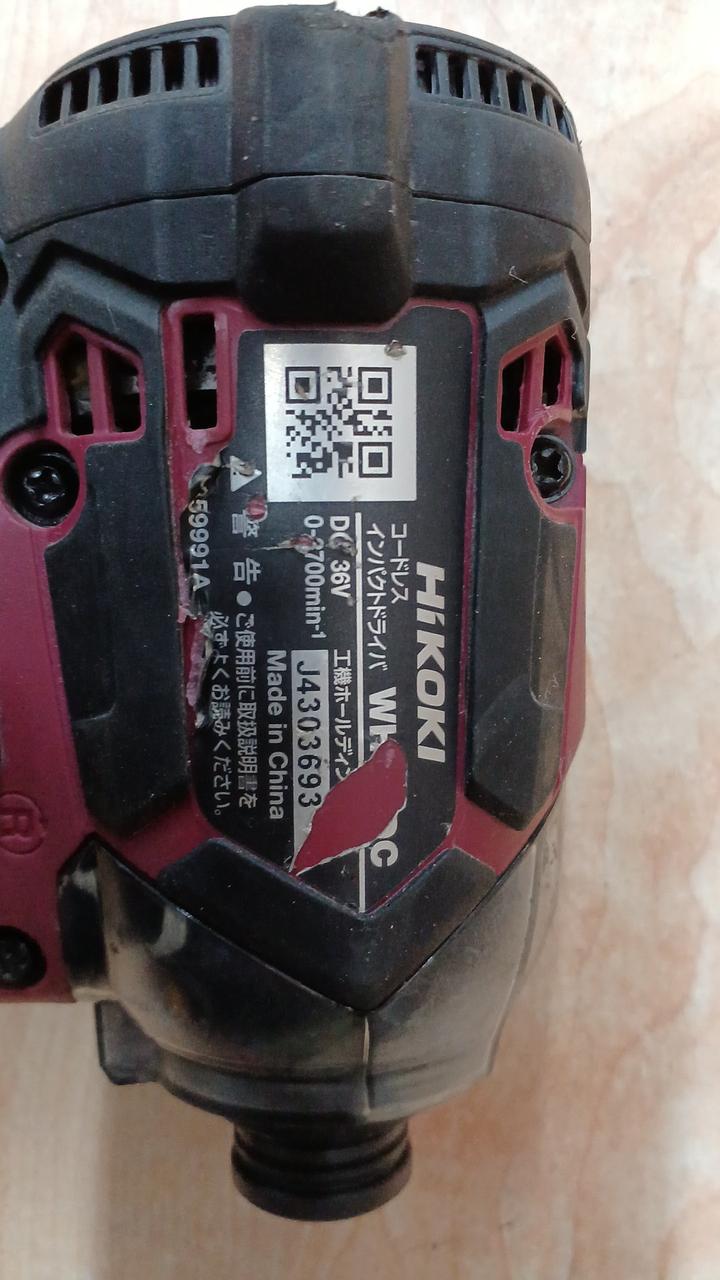 HiKOKI
コードレス
インパクトドライバ
DC 36V
工機ホールディン
J4303693
Made in China
警告 ● ご使用前に取扱説明書を
必ずよくお読みください。
59991A
R